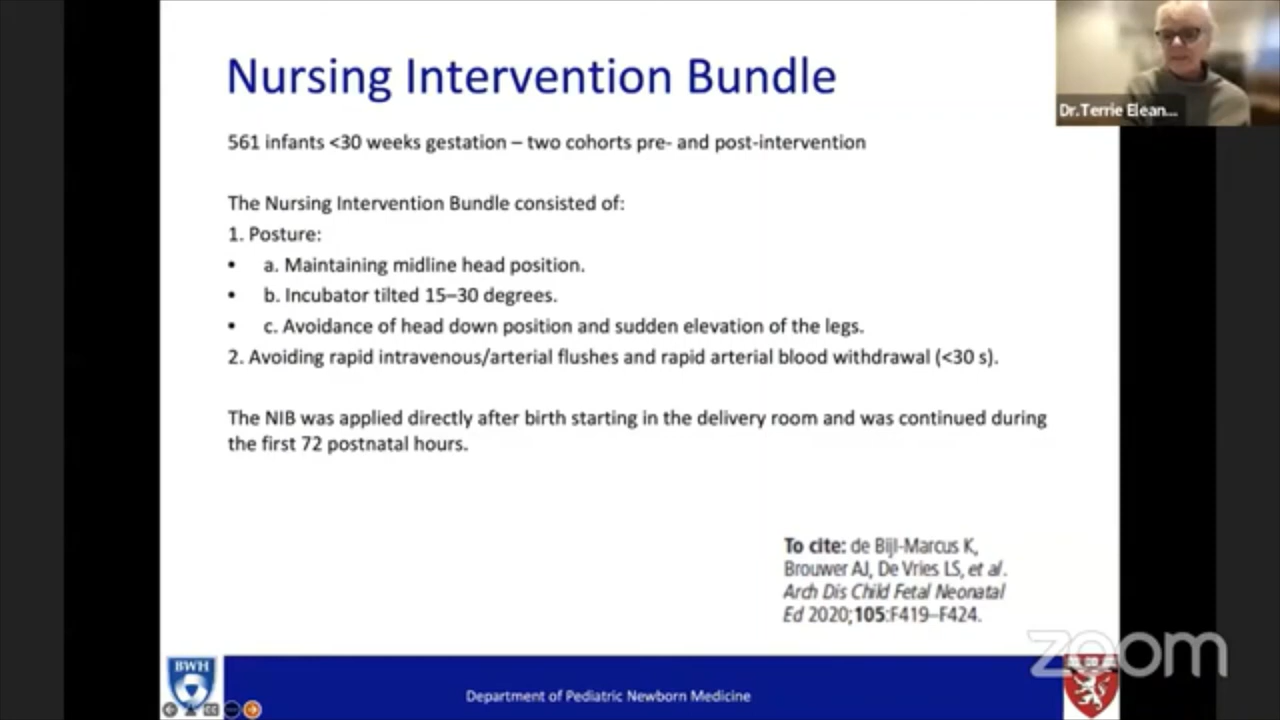 Nursing Intervention Bundle
Dr.Terrie Elean...
561 infants <30 weeks gestation – two cohorts pre- and post-intervention
The Nursing Intervention Bundle consisted of:
1. Posture:
• a. Maintaining midline head position.
• b. Incubator tilted 15–30 degrees.
• c. Avoidance of head down position and sudden elevation of the legs.
2. Avoiding rapid intravenous/arterial flushes and rapid arterial blood withdrawal (<30 s).
The NIB was applied directly after birth starting in the delivery room and was continued during
the first 72 postnatal hours.
To cite: de Bijl-Marcus K,
Brouwer AJ, De Vries LS, et al.
Arch Dis Child Fetal Neonatal
Ed 2020;105:F419–F424.
zoom
BWH
Department of Pediatric Newborn Medicine